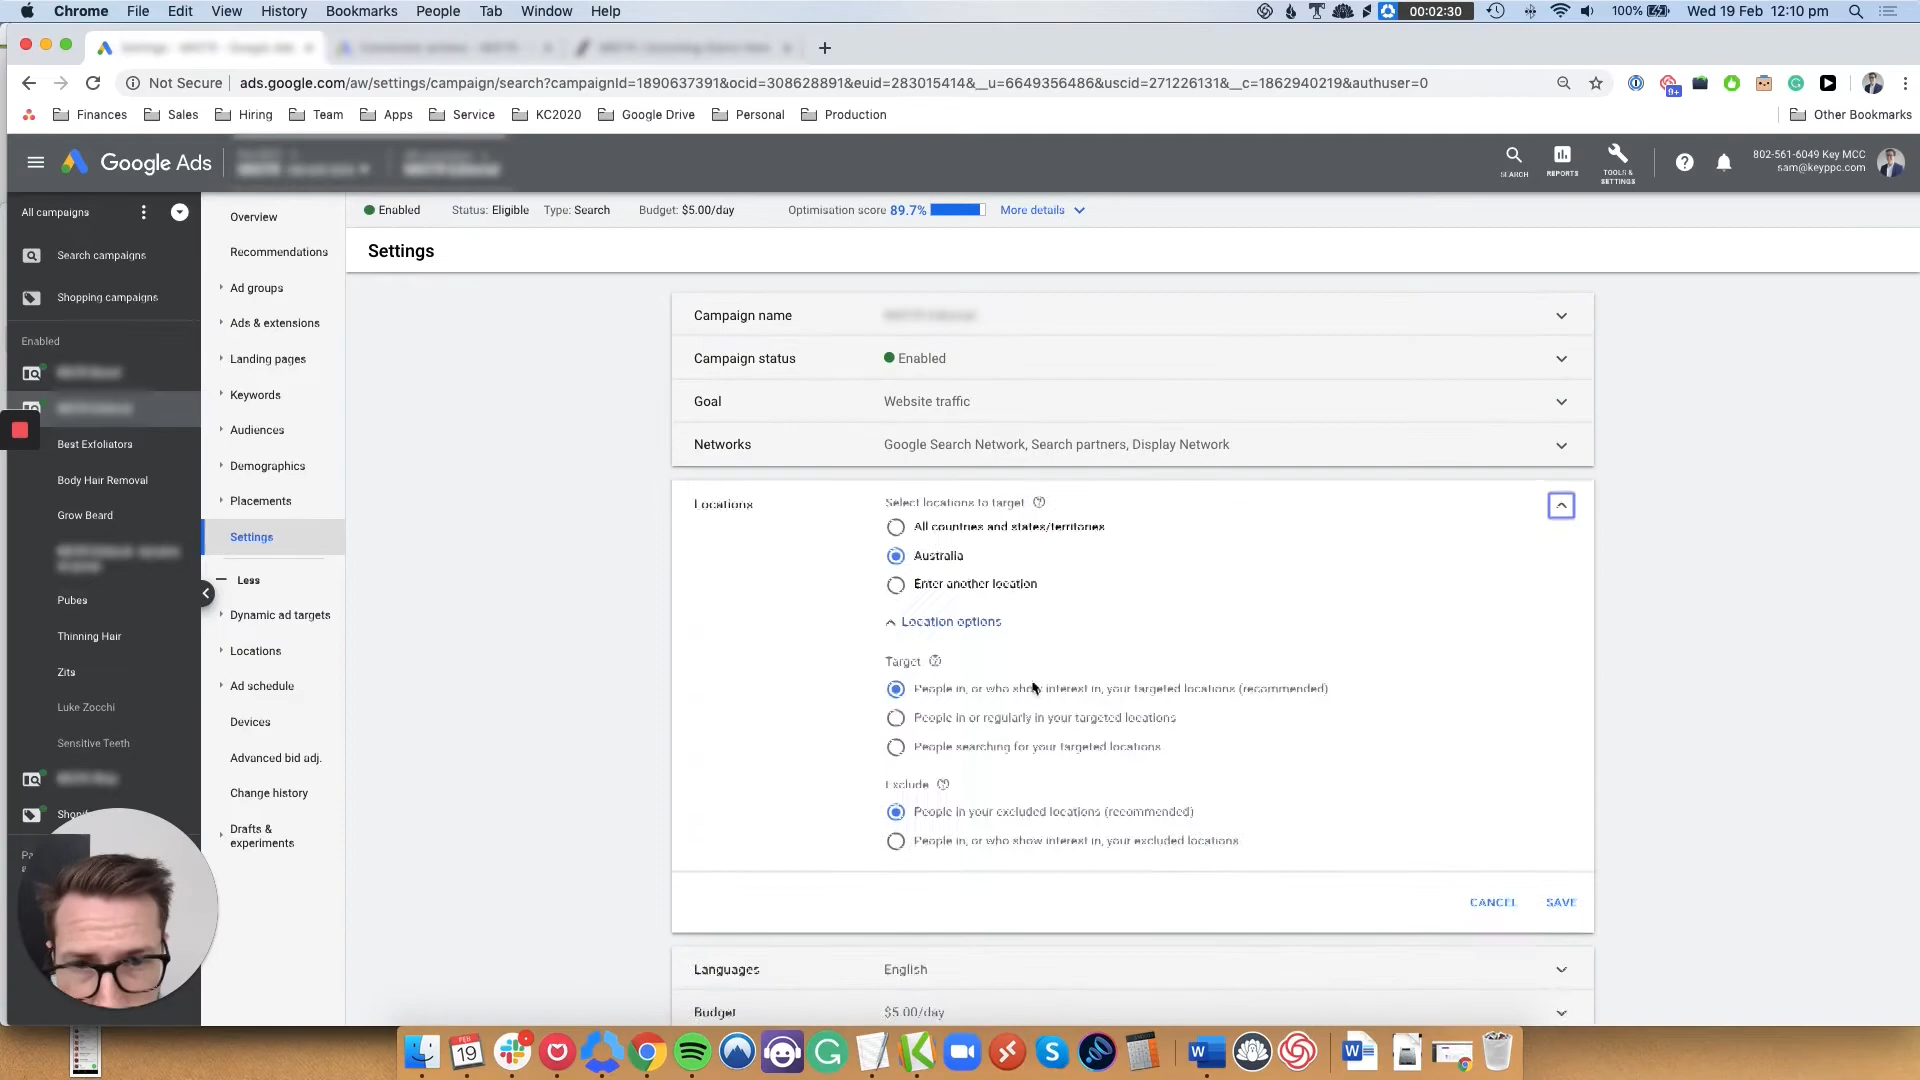 Chrome File Edit View History Bookmarks People Tab Window Help
00:02:30 100% Wed 19 Feb 12:10 pm
Not Secure ads.google.com/aw/settings/campaign/search?campaignId=1890637391&ocid=308628891&euid=283015414&__u=6649356486&uscid=271226131&__c=1862940219&authuser=0
9+
Finances Sales Hiring Team Apps Service KC2020 Google Drive Personal Production Other Bookmarks
Google Ads
SEARCH REPORTS TOOLS & SETTINGS
802-561-6049 Key MCC
sam@keyppc.com
All campaigns
Search campaigns
Shopping campaigns
Enabled
Best Exfoliators
Body Hair Removal
Grow Beard
Pubes
Thinning Hair
Zits
Luke Zocchi
Sensitive Teeth
Overview
Recommendations
Ad groups
Ads & extensions
Landing pages
Keywords
Audiences
Demographics
Placements
Settings
Less
Dynamic ad targets
Locations
Ad schedule
Devices
Advanced bid adj.
Change history
Drafts & experiments
Enabled Status: Eligible Type: Search Budget: $5.00/day Optimisation score 89.7% More details
Settings
Campaign name
Campaign status Enabled
Goal Website traffic
Networks Google Search Network, Search partners, Display Network
Locations Select locations to target
All countries and states/territories
Australia
Enter another location
Location options
Target
People in, or who show interest in, your targeted locations (recommended)
People in or regularly in your targeted locations
People searching for your targeted locations
Exclude
People in your excluded locations (recommended)
People in, or who show interest in, your excluded locations
CANCEL SAVE
Languages English
Budget $5.00/day
FEB
19